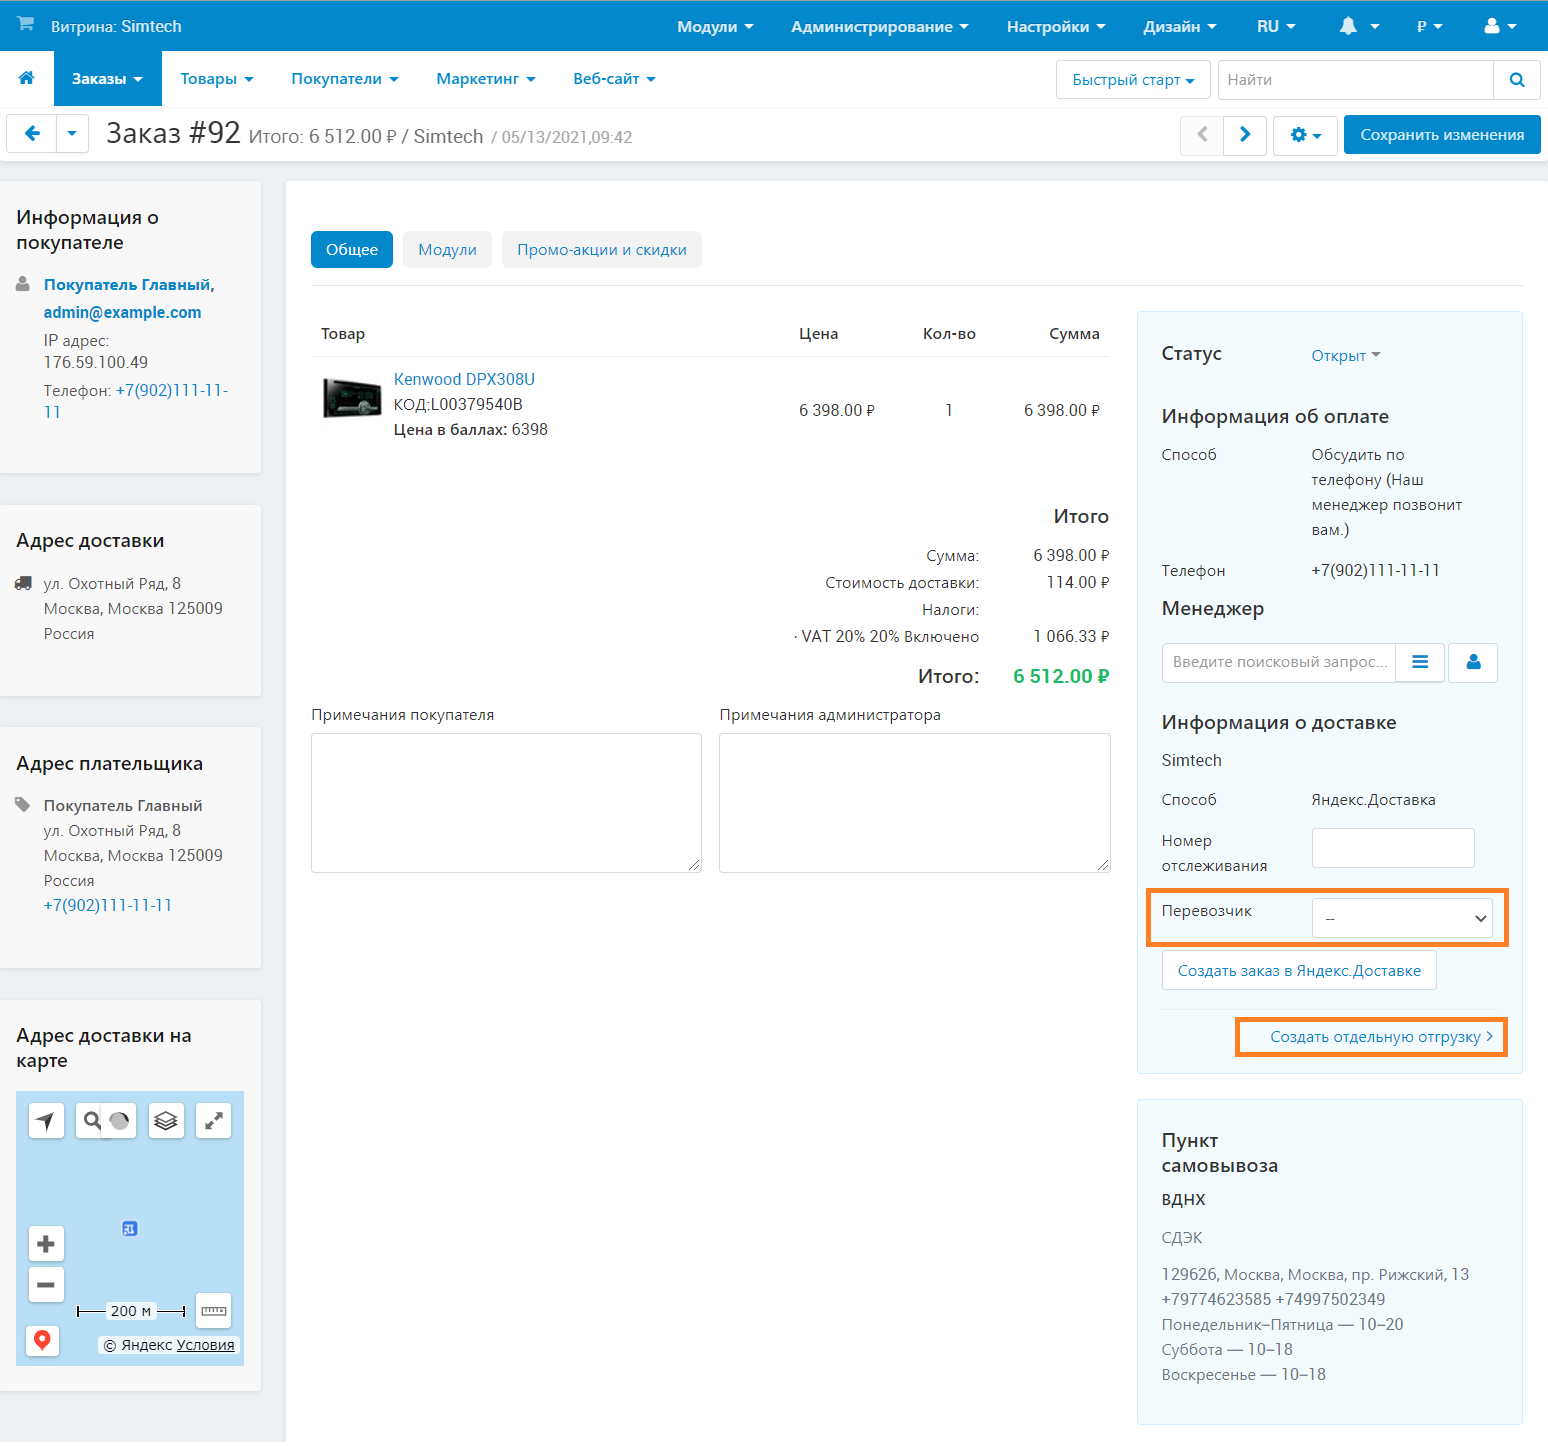 Витрина: Simtech
Модули
Администрирование
Настройки
Дизайн
RU
₽
Заказы
Товары
Покупатели
Маркетинг
Веб-сайт
Быстрый старт
Найти
Заказ #92 Итого: 6 512.00 ₽ / Simtech / 05/13/2021,09:42
Сохранить изменения
Информация о
покупателе
Покупатель Главный,
admin@example.com
IP адрес:
176.59.100.49
Телефон: +7(902)111-11-
11
Адрес доставки
ул. Охотный Ряд, 8
Москва, Москва 125009
Россия
Адрес плательщика
Покупатель Главный
ул. Охотный Ряд, 8
Москва, Москва 125009
Россия
+7(902)111-11-11
Адрес доставки на
карте
200 м
© Яндекс Условия
Общее
Модули
Промо-акции и скидки
Товар Цена Кол-во Сумма
Kenwood DPX308U
КОД:L00379540B
Цена в баллах: 6398
6 398.00 ₽ 1 6 398.00 ₽
Итого
Сумма: 6 398.00 ₽
Стоимость доставки: 114.00 ₽
Налоги:
· VAT 20% 20% Включено 1 066.33 ₽
Итого: 6 512.00 ₽
Примечания покупателя
Примечания администратора
Статус Открыт
Информация об оплате
Способ Обсудить по
телефону (Наш
менеджер позвонит
вам.)
Телефон +7(902)111-11-11
Менеджер
Введите поисковый запрос...
Информация о доставке
Simtech
Способ Яндекс.Доставка
Номер
отслеживания
Перевозчик --
Создать заказ в Яндекс.Доставке
Создать отдельную отгрузку
Пункт
самовывоза
ВДНХ
СДЭК
129626, Москва, Москва, пр. Рижский, 13
+79774623585 +74997502349
Понедельник–Пятница — 10–20
Суббота — 10–18
Воскресенье — 10–18